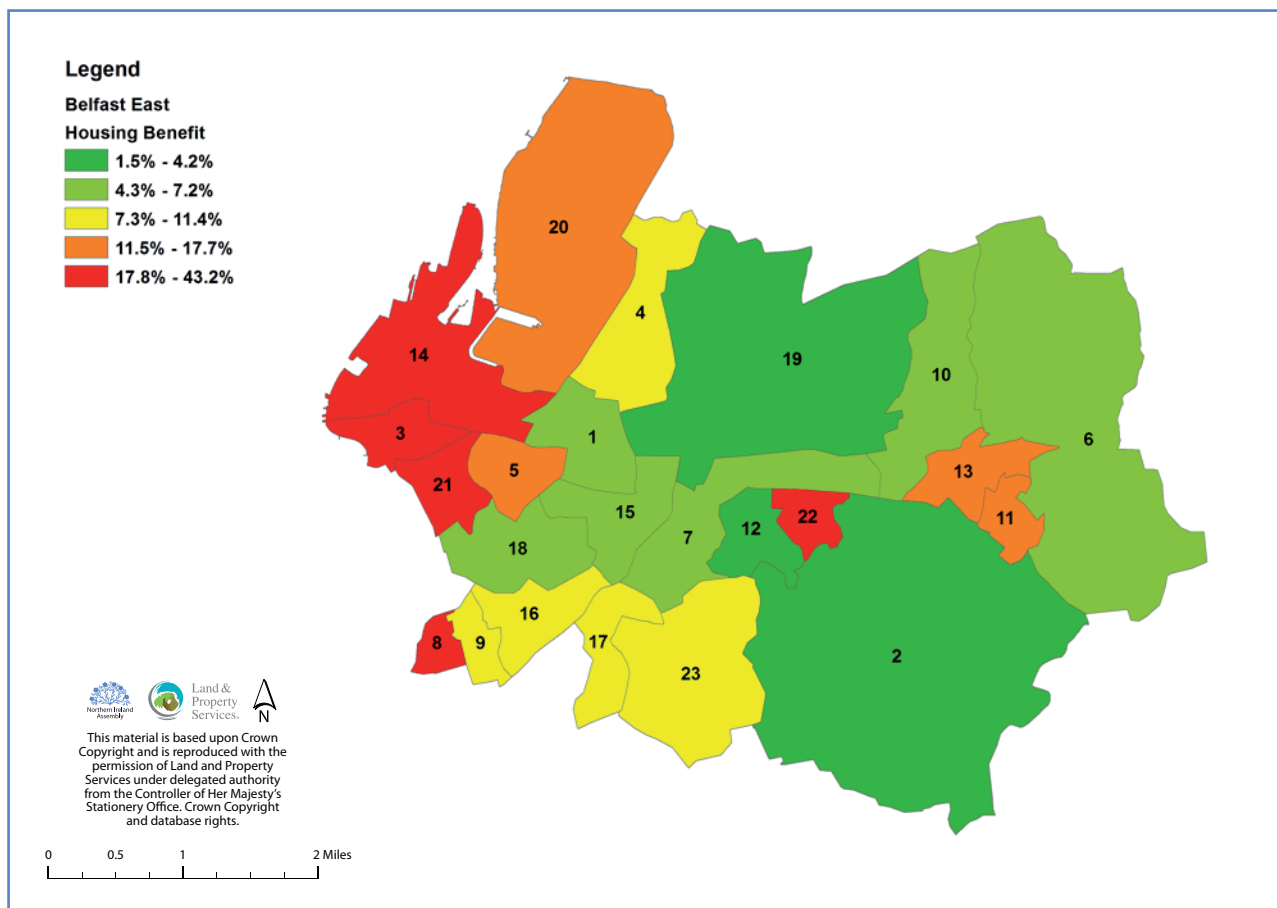 Legend
Belfast East
Housing Benefit
1.5% - 4.2%
4.3% - 7.2%
7.3% - 11.4%
11.5% - 17.7%
17.8% - 43.2%
20
4
14
19
10
3
1
6
5
13
21
15
22
11
7
12
18
16
8
9
17
2
23
Northern Ireland
Assembly
Land &
Property
Services.
N
This material is based upon Crown
Copyright and is reproduced with the
permission of Land and Property
Services under delegated authority
from the Controller of Her Majesty's
Stationery Office. Crown Copyright
and database rights.
0 0.5 1 2 Miles